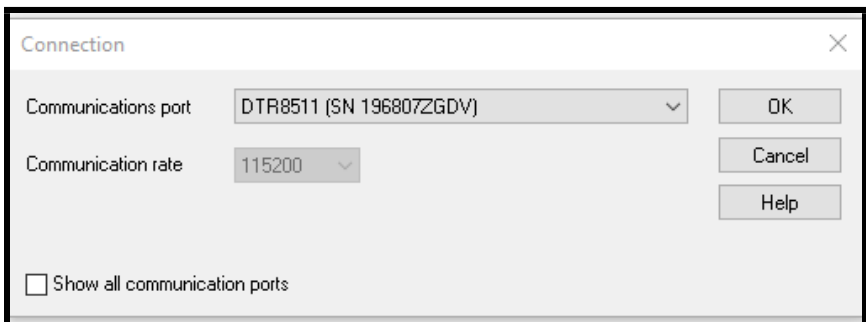 Connection
Communications port DTR8511 (SN 196807ZGDV) OK
Communication rate 115200 Cancel
Help
Show all communication ports